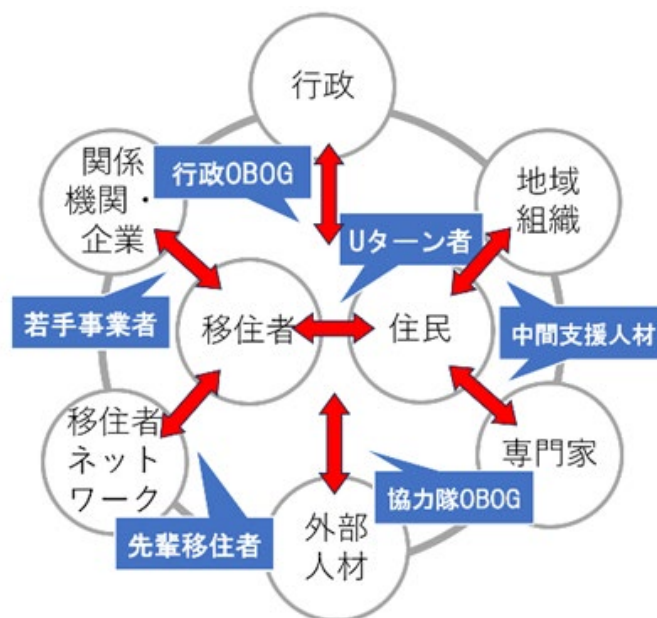 行政
関係
機関・
企業
行政OBOG
地域
組織
Uターン者
若手事業者
移住者
住民
中間支援人材
移住者
ネット
ワーク
専門家
先輩移住者
協力隊OBOG
外部
人材